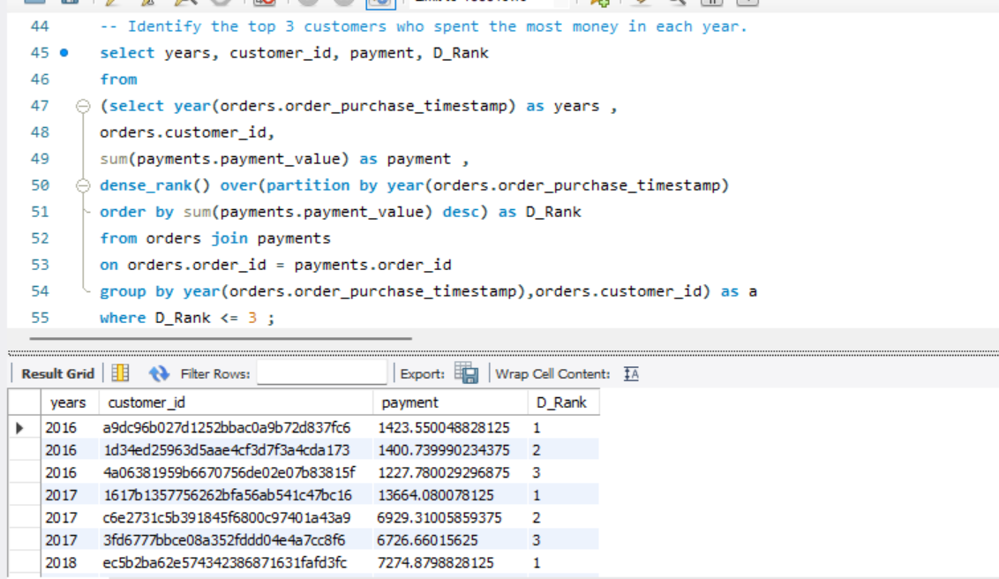 44 -- Identify the top 3 customers who spent the most money in each year.
45 select years, customer_id, payment, D_Rank
46 from
47 (select year(orders.order_purchase_timestamp) as years ,
48 orders.customer_id,
49 sum(payments.payment_value) as payment ,
50 dense_rank() over(partition by year(orders.order_purchase_timestamp)
51 order by sum(payments.payment_value) desc) as D_Rank
52 from orders join payments
53 on orders.order_id = payments.order_id
54 group by year(orders.order_purchase_timestamp),orders.customer_id) as a
55 where D_Rank <= 3 ;
Result Grid Filter Rows: Export: Wrap Cell Content: IA
years customer_id payment D_Rank
2016 a9dc96b027d1252bbac0a9b72d837fc6 1423.550048828125 1
2016 1d34ed25963d5aae4cf3d7f3a4cda173 1400.739990234375 2
2016 4a06381959b6670756de02e07b83815f 1227.780029296875 3
2017 1617b1357756262bfa56ab541c47bc16 13664.080078125 1
2017 c6e2731c5b391845f6800c97401a43a9 6929.31005859375 2
2017 3fd6777bbce08a352fddd04e4a7cc8f6 6726.66015625 3
2018 ec5b2ba62e574342386871631fafd3fc 7274.8798828125 1